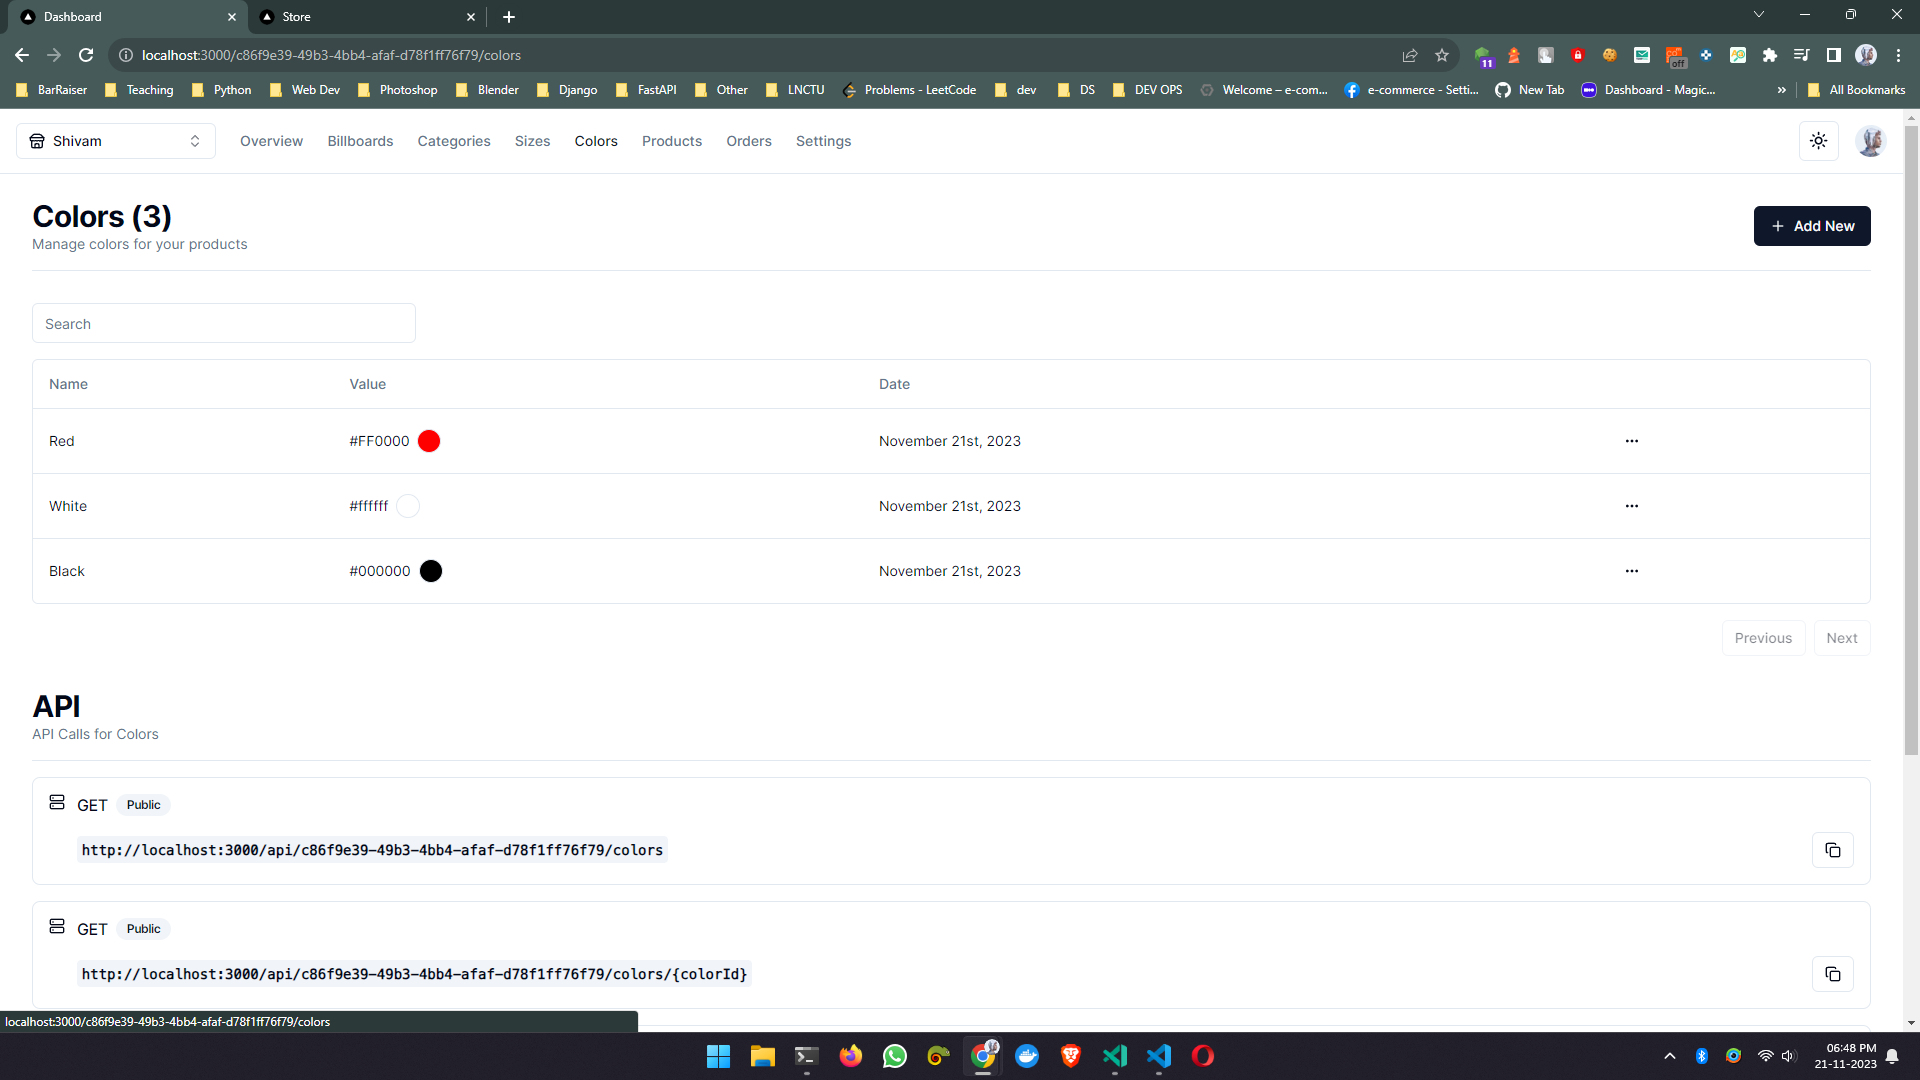 Dashboard
Store
localhost:3000/c86f9e39-49b3-4bb4-afaf-d78f1ff76f79/colors
11
off
BarRaiser
Teaching
Python
Web Dev
Photoshop
Blender
Django
FastAPI
Other
LNCTU
Problems - LeetCode
dev
DS
DEV OPS
Welcome – e-com...
e-commerce - Setti...
New Tab
Dashboard - Magic...
»
All Bookmarks
Shivam
Overview
Billboards
Categories
Sizes
Colors
Products
Orders
Settings
Colors (3)
Manage colors for your products
+ Add New
Search
Name Value Date
Red #FF0000 November 21st, 2023 ...
White #ffffff November 21st, 2023 ...
Black #000000 November 21st, 2023 ...
Previous
Next
API
API Calls for Colors
GET Public
http://localhost:3000/api/c86f9e39-49b3-4bb4-afaf-d78f1ff76f79/colors
GET Public
http://localhost:3000/api/c86f9e39-49b3-4bb4-afaf-d78f1ff76f79/colors/{colorId}
localhost:3000/c86f9e39-49b3-4bb4-afaf-d78f1ff76f79/colors
06:48 PM
21-11-2023